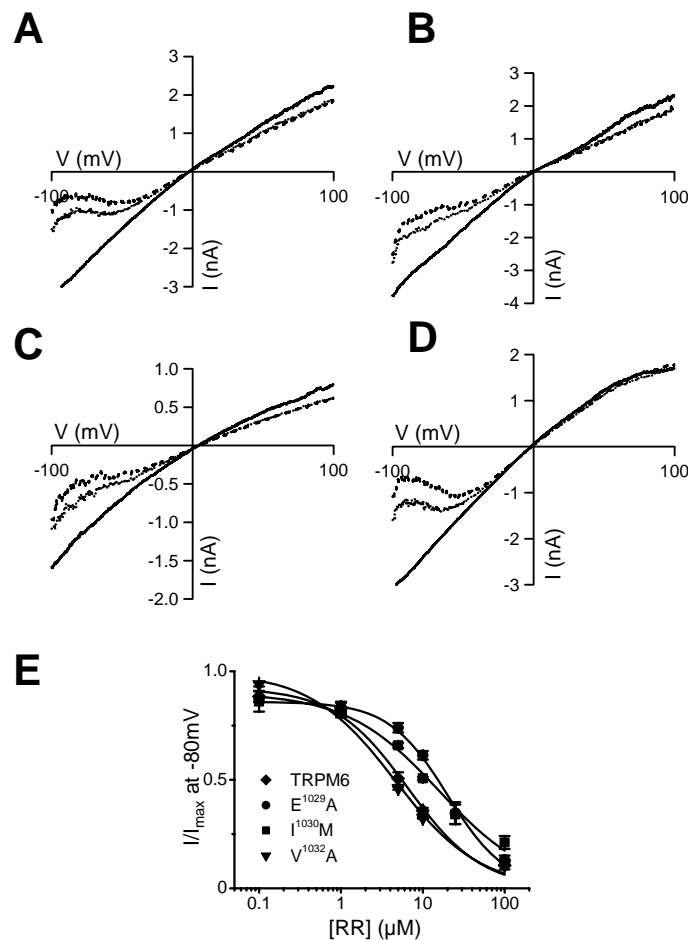 A
3
2
1
V (mV)
-100
100
-1
-2
-3
I (nA)
B
3
2
1
V (mV)
-100
100
-1
-2
-3
-4
I (nA)
C
1.0
0.5
V (mV)
-100
100
-0.5
-1.0
-1.5
-2.0
I (nA)
D
2
1
V (mV)
-100
100
-1
-2
-3
I (nA)
E
1.0
0.5
0
I/Imax at -80mV
TRPM6
E1029A
I1030M
V1032A
0.1
1
10
100
[RR] (μM)